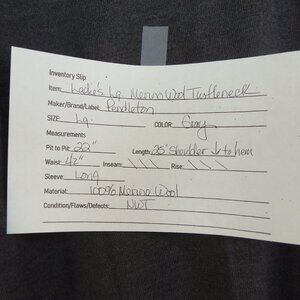 Inventory Slip
Item: Ladie's Lg Merino Wool Turtleneck
Maker/Brand/Label: Pendleton
SIZE: Lg. COLOR: Gray
Measurements
Pit to Pit: 22" Length: 25" shoulder ↓ to hem
Waist: 42" Inseam: \ \ \ \ Rise: \ \ \ \
Sleeve: Long
Material: 100% Merino Wool
Condition/Flaws/Defects: NWT